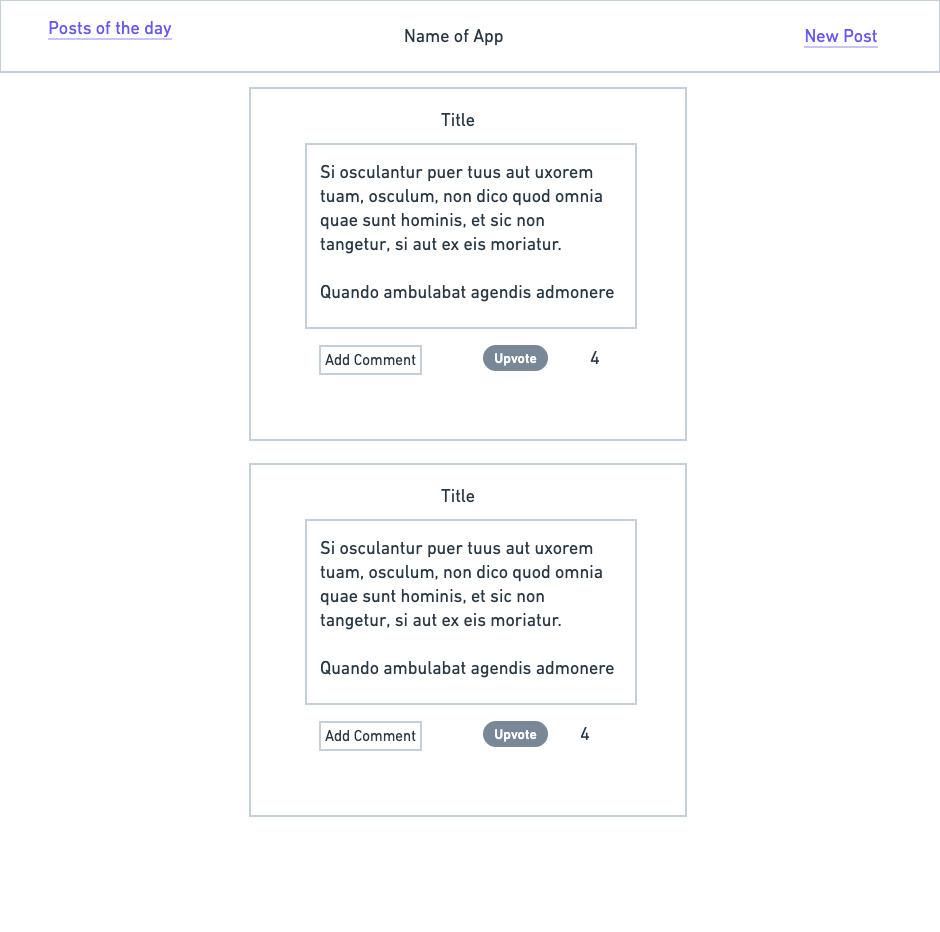 Posts of the day
Name of App
New Post
Title
Si osculantur puer tuus aut uxorem
tuam, osculum, non dico quod omnia
quae sunt hominis, et sic non
tangetur, si aut ex eis moriatur.
Quando ambulabat agendis admonere
Add Comment
Upvote
4
Title
Si osculantur puer tuus aut uxorem
tuam, osculum, non dico quod omnia
quae sunt hominis, et sic non
tangetur, si aut ex eis moriatur.
Quando ambulabat agendis admonere
Add Comment
Upvote
4